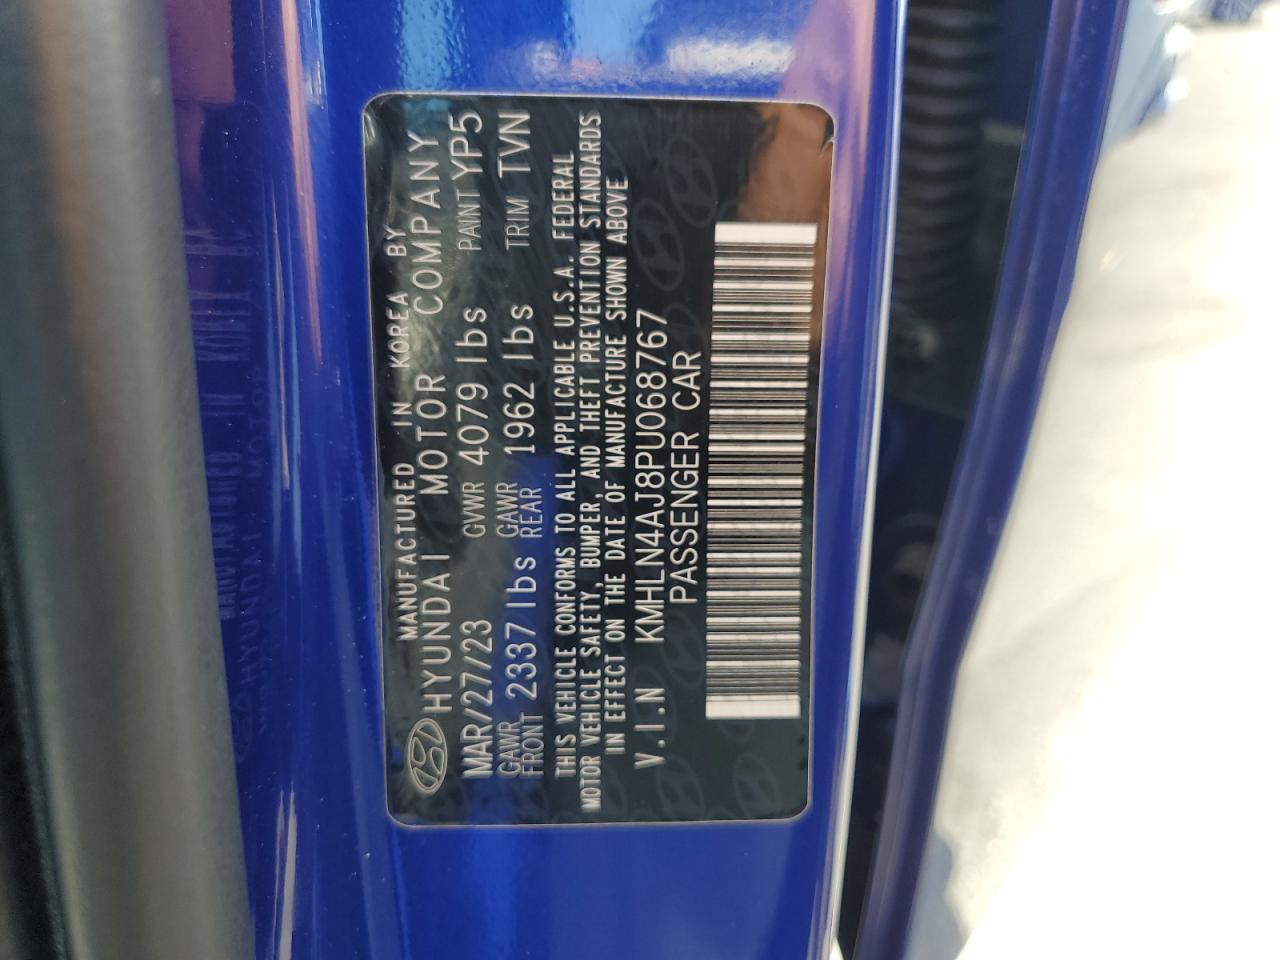 MANUFACTURED IN KOREA BY
HYUNDAI MOTOR COMPANY
MAR/27/23 GVWR 4079 lbs PAINT YP5
GAWR FRONT 2337 lbs GAWR REAR 1962 lbs TRIM TVN
THIS VEHICLE CONFORMS TO ALL APPLICABLE U.S.A. FEDERAL
MOTOR VEHICLE SAFETY, BUMPER, AND THEFT PREVENTION STANDARDS
IN EFFECT ON THE DATE OF MANUFACTURE SHOWN ABOVE
V.I.N KMHLN4AJ8PU068767
PASSENGER CAR